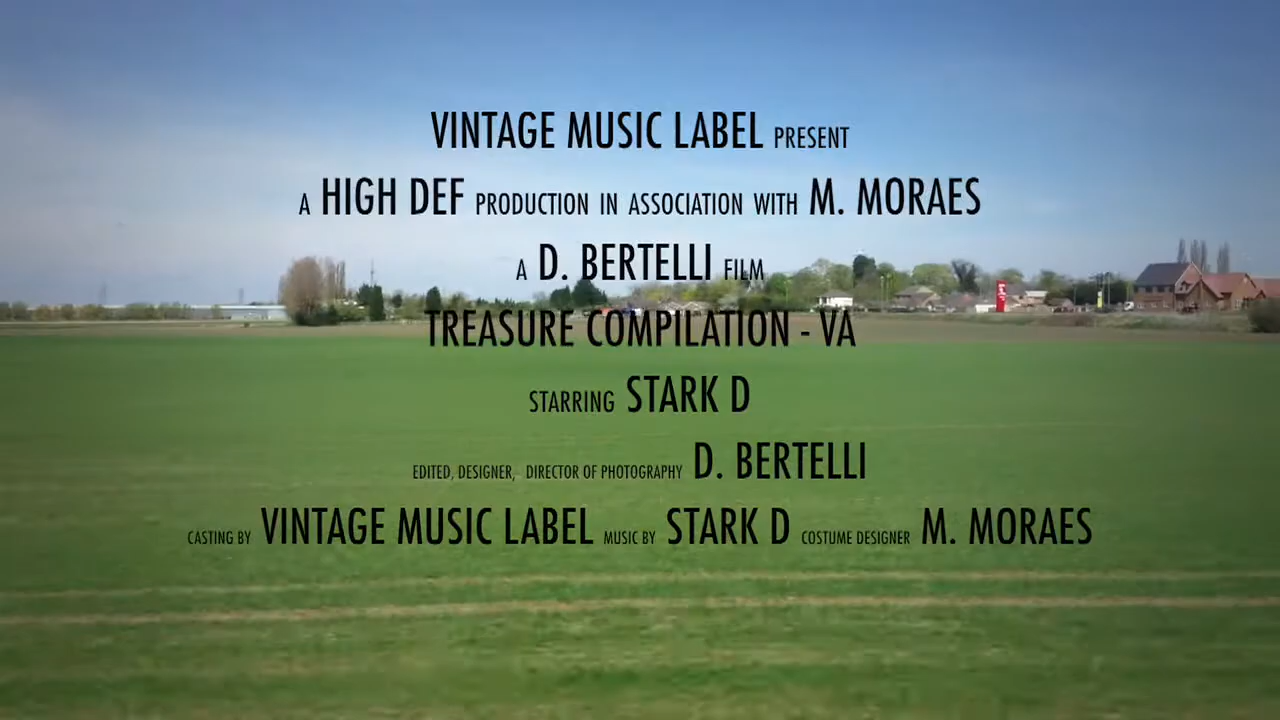 VINTAGE MUSIC LABEL PRESENT
A HIGH DEF PRODUCTION IN ASSOCIATION WITH M. MORAES
A D. BERTELLI FILM
TREASURE COMPILATION - VA
STARRING STARK D
EDITED, DESIGNER, DIRECTOR OF PHOTOGRAPHY D. BERTELLI
CASTING BY VINTAGE MUSIC LABEL MUSIC BY STARK D COSTUME DESIGNER M. MORAES